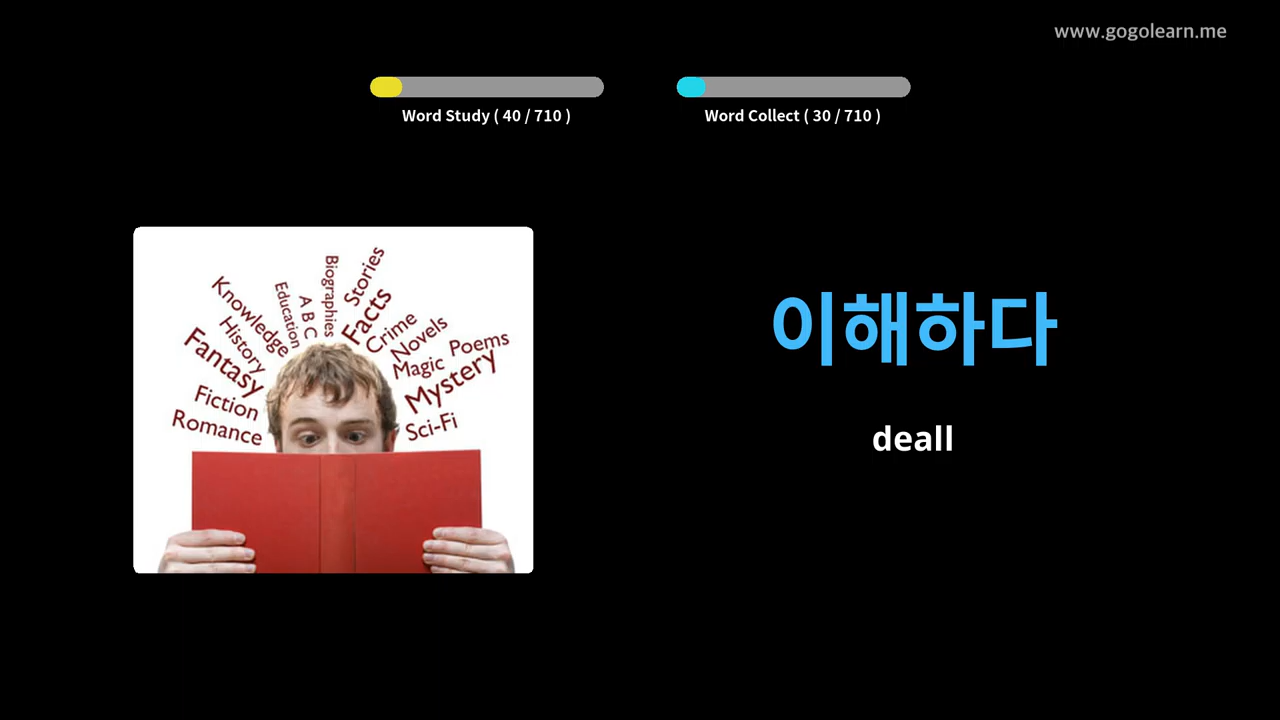 www.gogolearn.me
Word Study ( 40 / 710 )
Word Collect ( 30 / 710 )
Knowledge
Education
A B C
Biographies
Stories
Facts
Crime
Novels
Poems
History
Magic
Fantasy
Mystery
Fiction
Romance
Sci-Fi
이해하다
deall